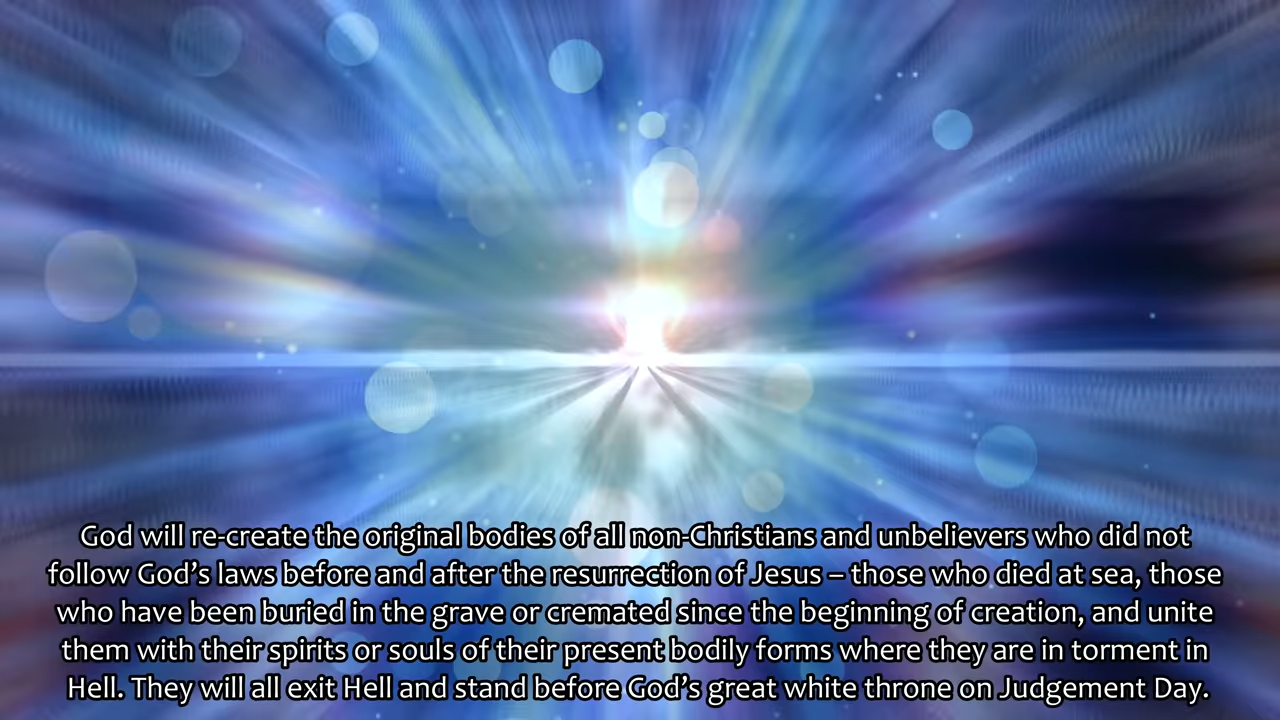 God will re-create the original bodies of all non-Christians and unbelievers who did not
follow God’s laws before and after the resurrection of Jesus – those who died at sea, those
who have been buried in the grave or cremated since the beginning of creation, and unite
them with their spirits or souls of their present bodily forms where they are in torment in
Hell. They will all exit Hell and stand before God’s great white throne on Judgement Day.